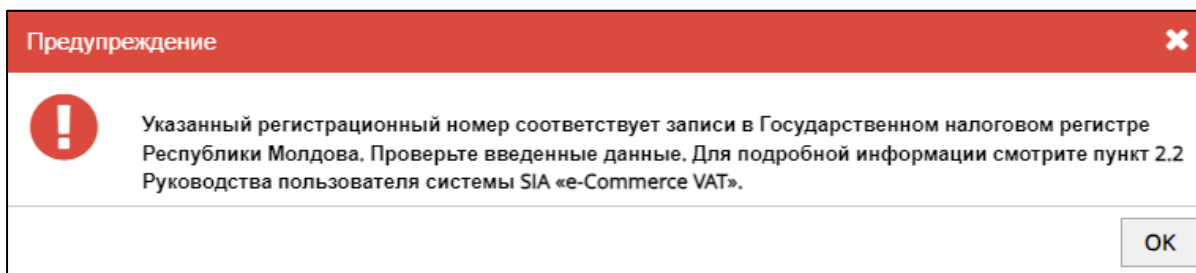 Предупреждение
Указанный регистрационный номер соответствует записи в Государственном налоговом регистре
Республики Молдова. Проверьте введенные данные. Для подробной информации смотрите пункт 2.2
Руководства пользователя системы SIA «e-Commerce VAT».
OK